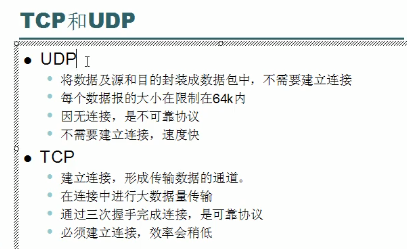 TCP和UDP
UDP
将数据及源和目的封装成数据包中，不需要建立连接
每个数据报的大小在限制在64k内
因无连接，是不可靠协议
不需要建立连接，速度快
TCP
建立连接，形成传输数据的通道。
在连接中进行大数据量传输
通过三次握手完成连接，是可靠协议
必须建立连接，效率会稍低